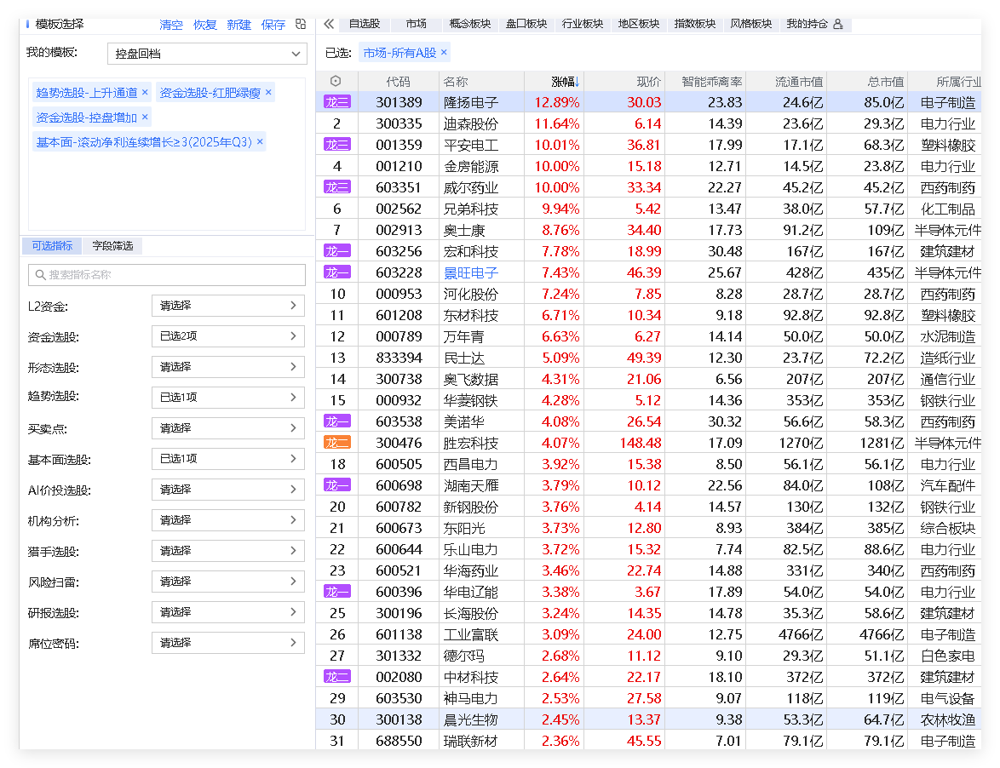 模板选择 清空 恢复 新建 保存
我的模板: 控盘回档
趋势选股-上升通道 × 资金选股-红肥绿瘦 ×
资金选股-控盘增加 ×
基本面-滚动净利连续增长≥3(2025年Q3) ×
可选指标 字段筛选
搜索指标名称
L2资金: 请选择
资金选股: 已选2项
形态选股: 请选择
趋势选股: 已选1项
买卖点: 请选择
基本面选股: 已选1项
AI价投选股: 请选择
机构分析: 请选择
猎手选股: 请选择
风险扫雷: 请选择
研报选股: 请选择
席位密码: 请选择
自选股 市场 概念板块 盘口板块 行业板块 地区板块 指数板块 风格板块 我的持仓
已选: 市场-所有A股 ×
代码 名称 涨幅↓ 现价 智能乖离率 流通市值 总市值 所属行业
龙三 301389 隆扬电子 12.89% 30.03 23.83 24.6亿 85.0亿 电子制造
2 300335 迪森股份 11.64% 6.14 14.39 23.6亿 29.3亿 电力行业
龙三 001359 平安电工 10.01% 36.81 17.99 17.1亿 68.3亿 塑料橡胶
4 001210 金房能源 10.00% 15.18 12.71 14.5亿 23.8亿 电力行业
龙三 603351 威尔药业 10.00% 33.34 22.27 45.2亿 45.2亿 西药制药
6 002562 兄弟科技 9.94% 5.42 13.47 38.0亿 57.7亿 化工制品
7 002913 奥士康 8.76% 34.40 17.73 91.2亿 109亿 半导体元件
龙一 603256 宏和科技 7.78% 18.99 30.48 167亿 167亿 建筑建材
龙一 603228 景旺电子 7.43% 46.39 25.67 428亿 435亿 半导体元件
10 000953 河化股份 7.24% 7.85 8.28 28.7亿 28.7亿 西药制药
11 601208 东材科技 6.71% 10.34 9.18 92.8亿 92.8亿 塑料橡胶
12 000789 万年青 6.63% 6.27 14.14 50.0亿 50.0亿 水泥制造
13 833394 民士达 5.09% 49.39 12.30 23.7亿 72.2亿 造纸行业
14 300738 奥飞数据 4.31% 21.06 6.56 207亿 207亿 通信行业
15 000932 华菱钢铁 4.28% 5.12 14.36 353亿 353亿 钢铁行业
龙一 603538 美诺华 4.08% 26.54 30.32 56.6亿 58.3亿 西药制药
龙二 300476 胜宏科技 4.07% 148.48 17.09 1270亿 1281亿 半导体元件
18 600505 西昌电力 3.92% 15.38 8.50 56.1亿 56.1亿 电力行业
龙一 600698 湖南天雁 3.79% 10.12 22.56 84.0亿 108亿 汽车配件
20 600782 新钢股份 3.76% 4.14 14.57 130亿 132亿 钢铁行业
21 600673 东阳光 3.73% 12.80 8.93 384亿 385亿 综合板块
22 600644 乐山电力 3.72% 15.32 7.74 82.5亿 88.6亿 电力行业
23 600521 华海药业 3.46% 22.74 14.88 331亿 340亿 西药制药
龙一 600396 华电辽能 3.38% 3.67 17.89 54.0亿 54.0亿 电力行业
25 300196 长海股份 3.24% 14.35 14.78 35.3亿 58.6亿 建筑建材
26 601138 工业富联 3.09% 24.00 12.75 4766亿 4766亿 电子制造
27 301332 德尔玛 2.68% 11.12 9.10 29.3亿 51.1亿 白色家电
龙二 002080 中材科技 2.64% 22.17 18.10 372亿 372亿 建筑建材
29 603530 神马电力 2.53% 27.58 9.07 118亿 119亿 电气设备
30 300138 晨光生物 2.45% 13.37 9.38 53.3亿 64.7亿 农林牧渔
31 688550 瑞联新材 2.36% 45.55 7.01 79.1亿 79.1亿 电子制造